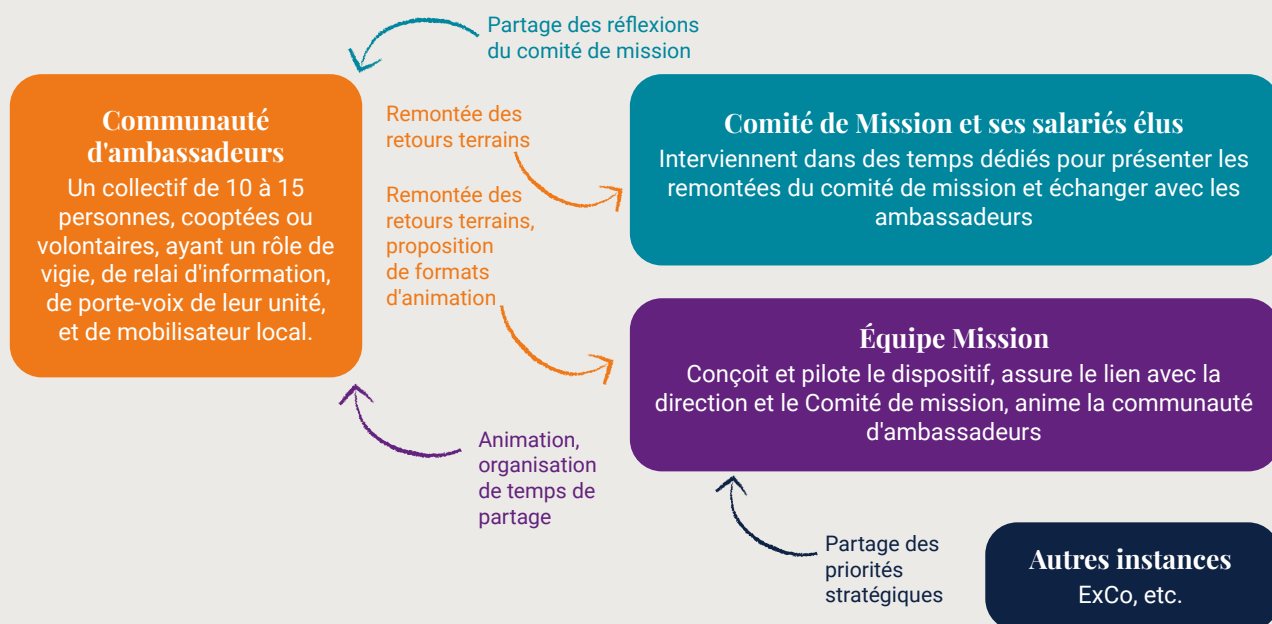 Partage des réflexions
du comité de mission
Communauté
d'ambassadeurs
Un collectif de 10 à 15
personnes, cooptées ou
volontaires, ayant un rôle de
vigie, de relai d'information,
de porte-voix de leur unité,
et de mobilisateur local.
Remontée des
retours terrains
Remontée des
retours terrains,
proposition
de formats
d'animation
Comité de Mission et ses salariés élus
Interviennent dans des temps dédiés pour présenter les
remontées du comité de mission et échanger avec les
ambassadeurs
Équipe Mission
Conçoit et pilote le dispositif, assure le lien avec la
direction et le Comité de mission, anime la communauté
d'ambassadeurs
Animation,
organisation
de temps de
partage
Partage des
priorités
stratégiques
Autres instances
ExCo, etc.